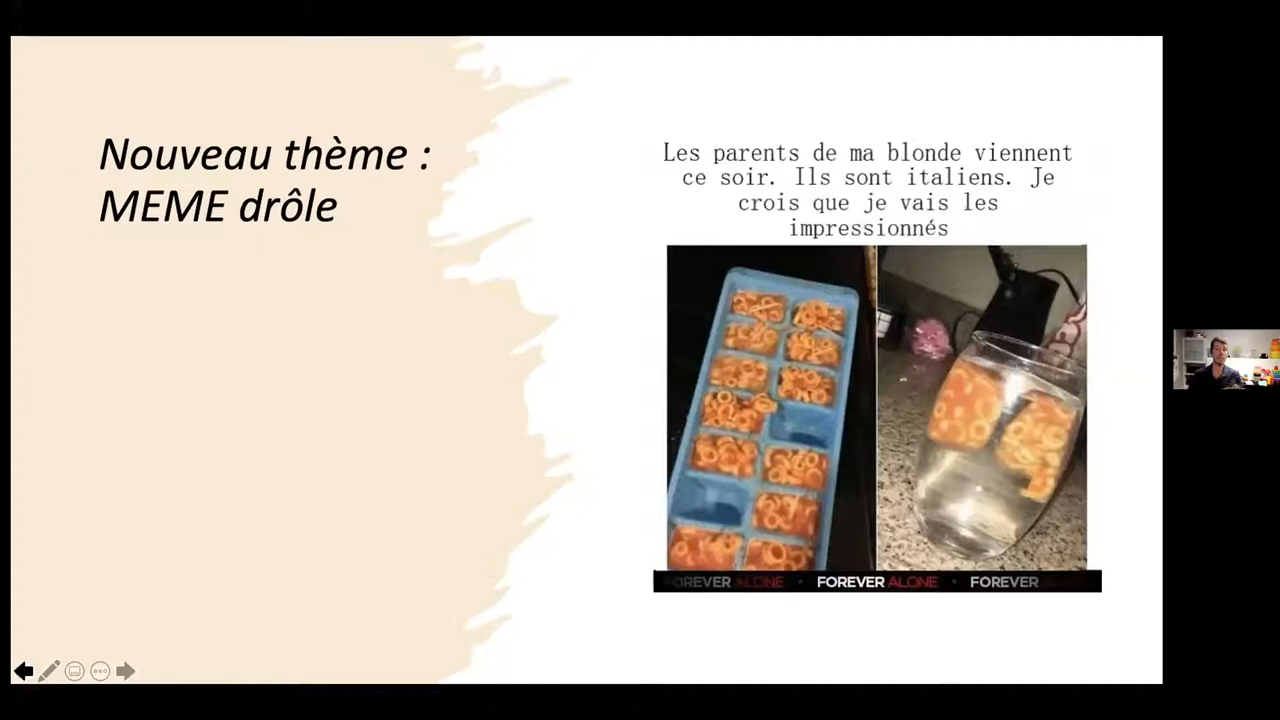 Nouveau thème :
MEME drôle
Les parents de ma blonde viennent
ce soir. Ils sont italiens. Je
crois que je vais les
impressionnés
FOREVER ALONE • FOREVER ALONE • FOREVER